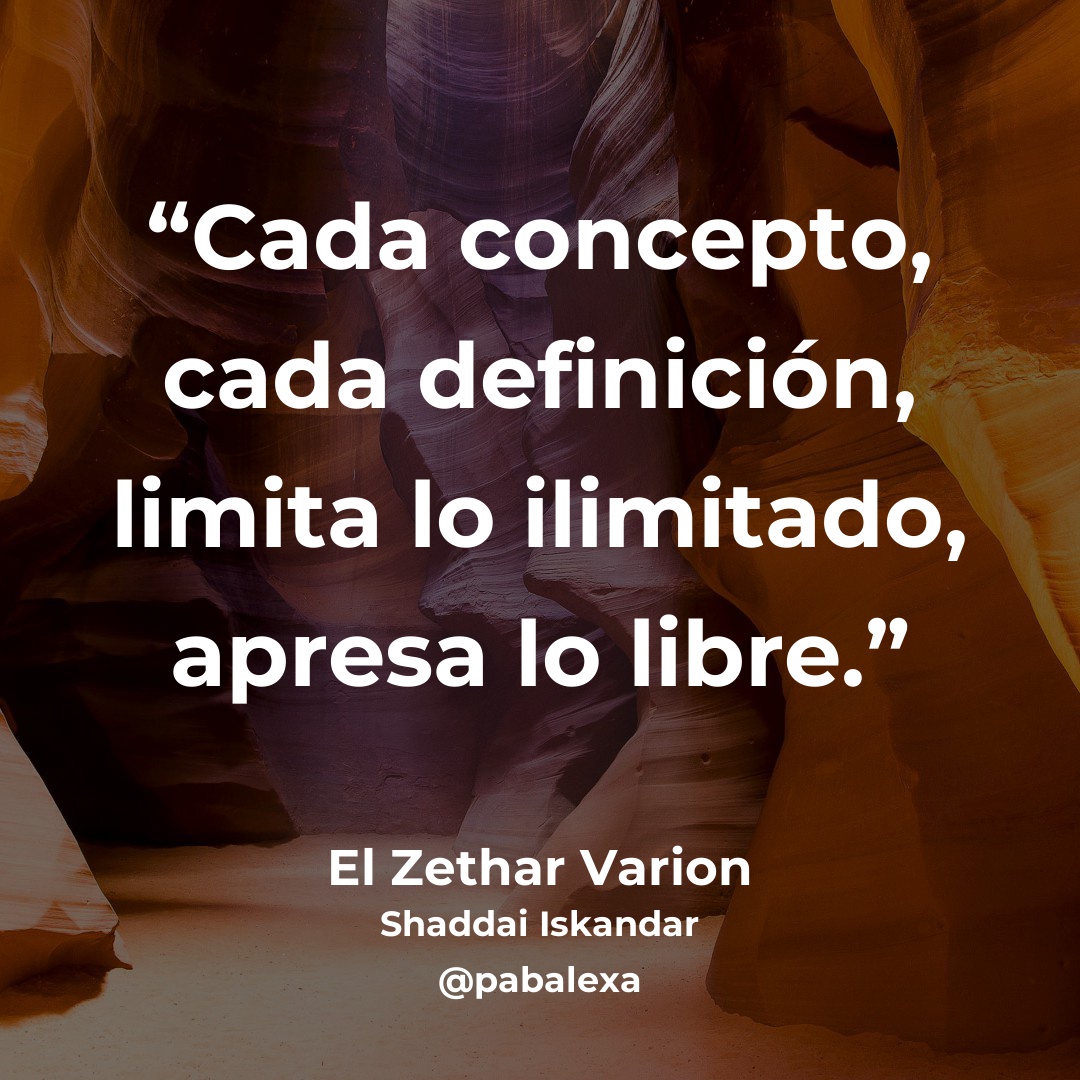 “Cada concepto,
cada definición,
limita lo ilimitado,
apresa lo libre.”
El Zethar Varion
Shaddai Iskandar
@pabalexa